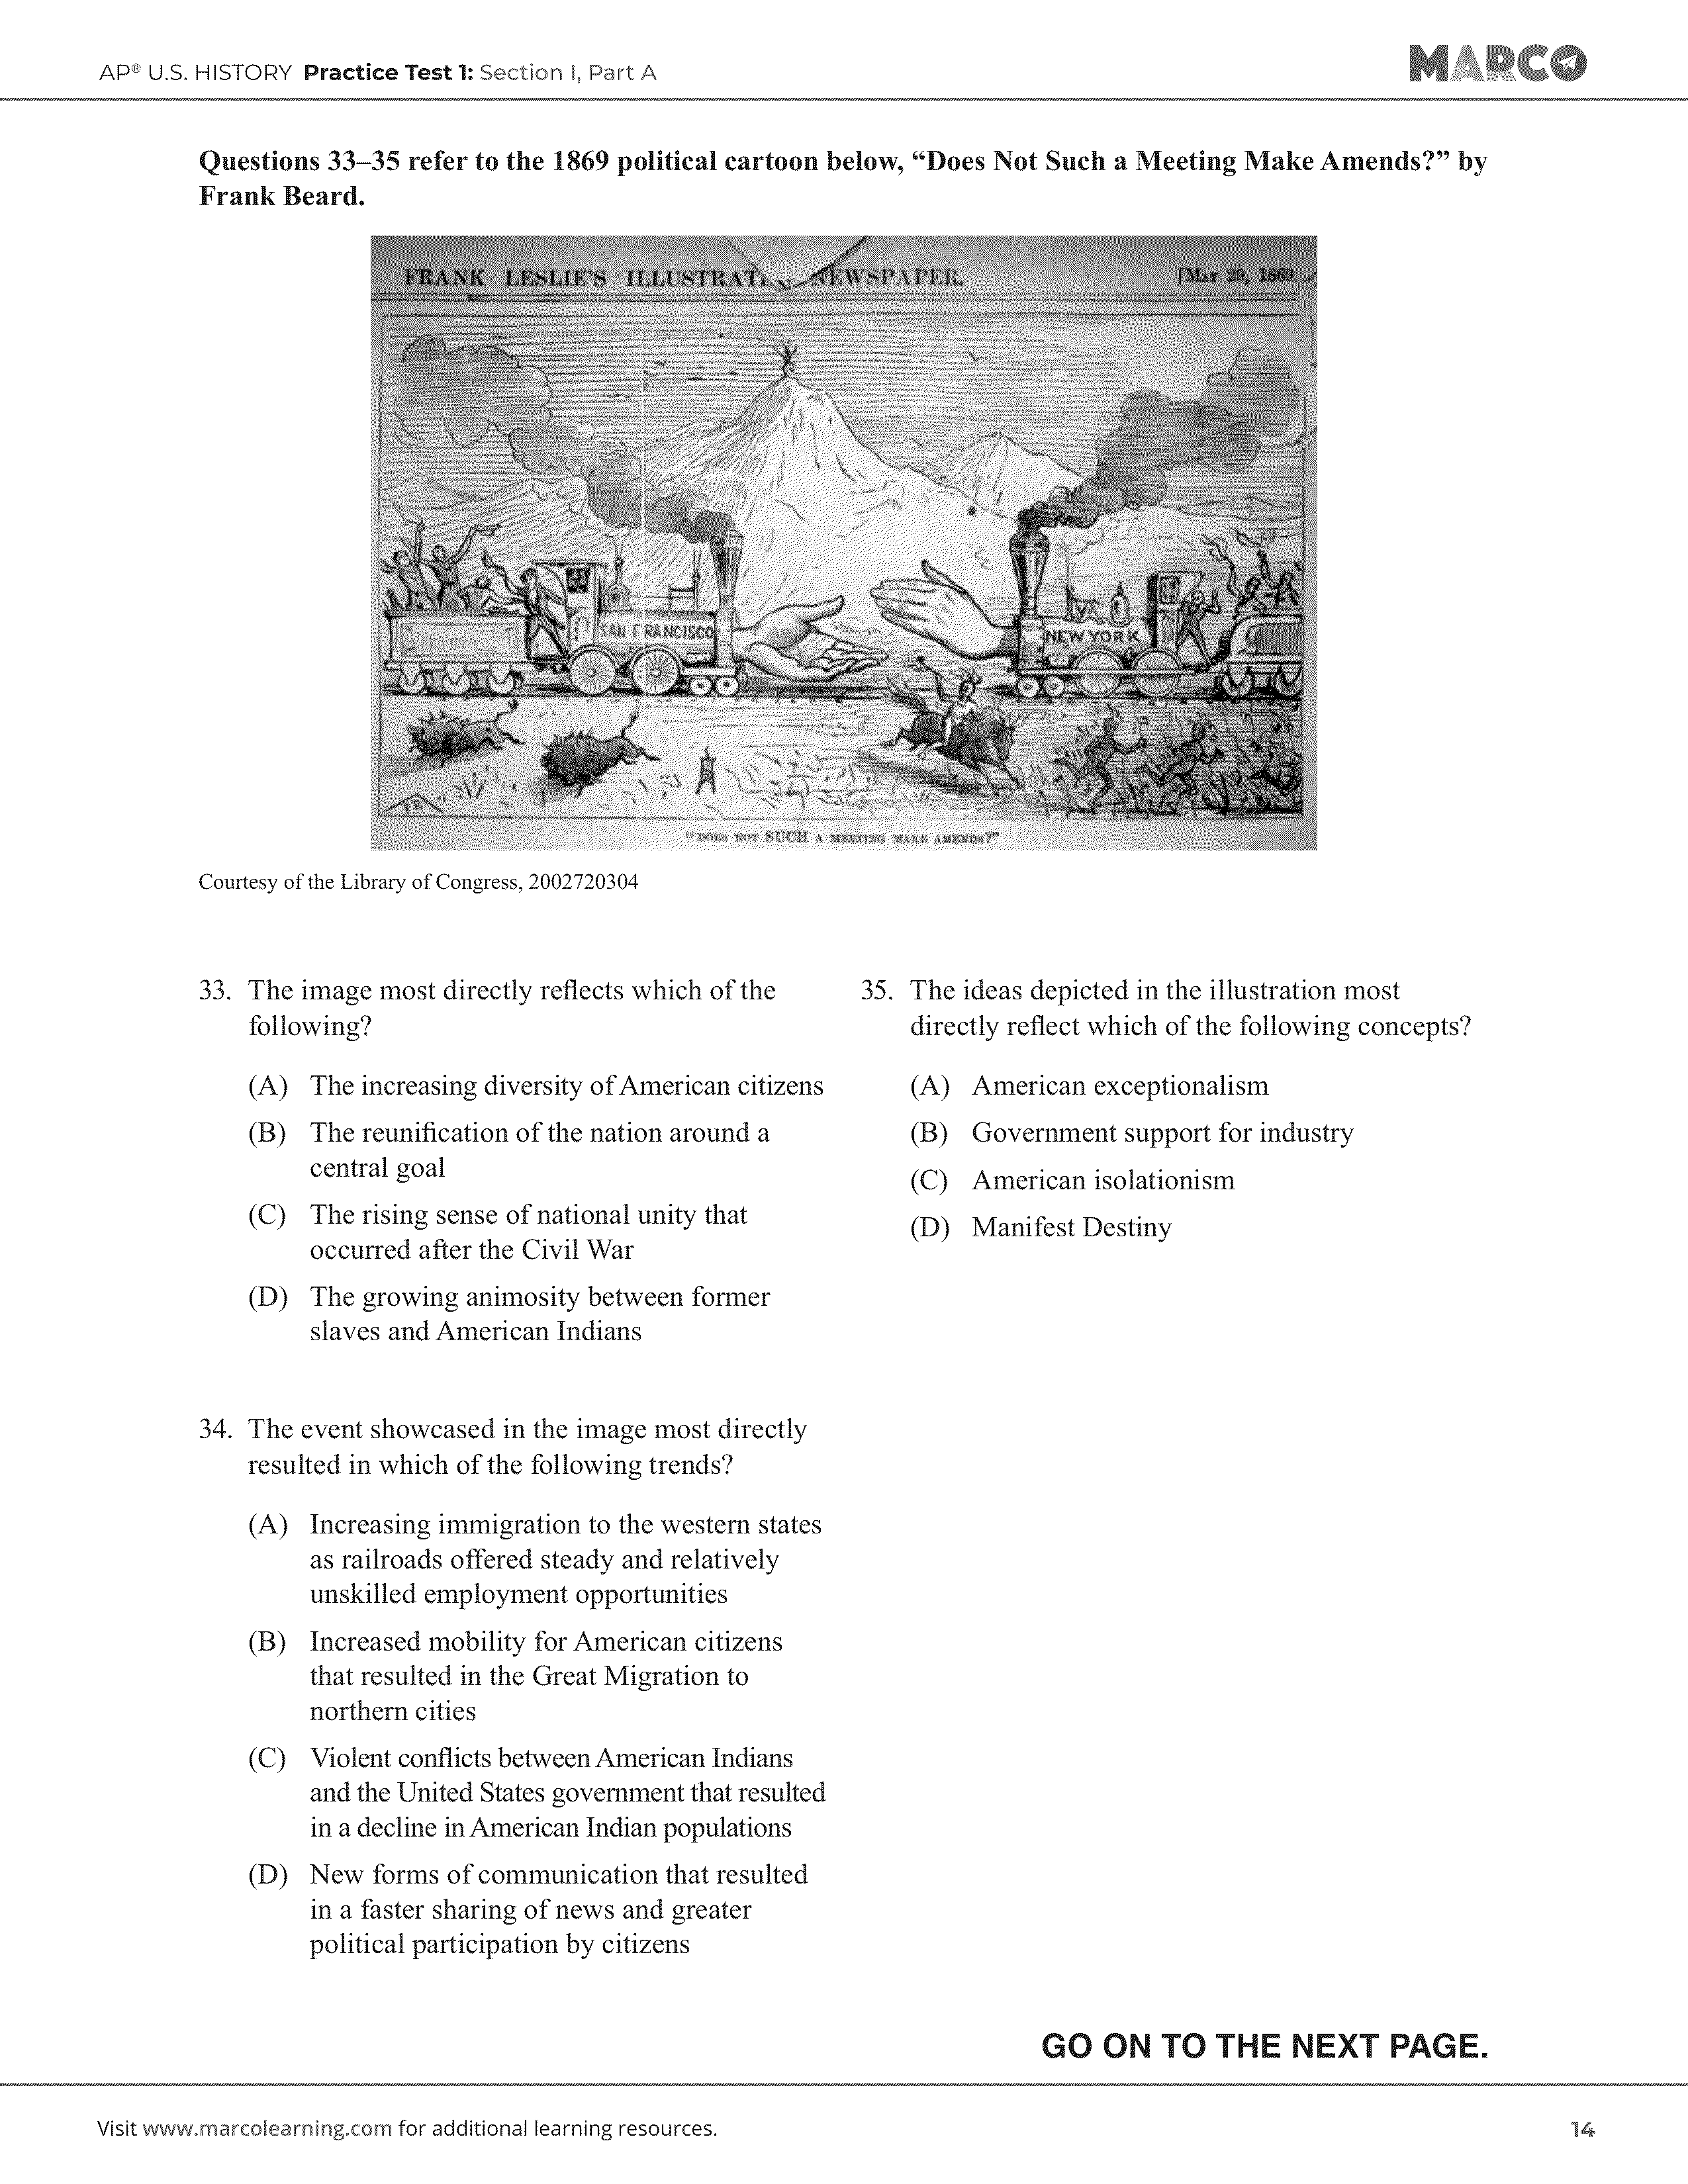 AP® U.S. HISTORY Practice Test 1: Section I, Part A
MARCO
Questions 33–35 refer to the 1869 political cartoon below, “Does Not Such a Meeting Make Amends?” by
Frank Beard.
FRANK LESLIE'S ILLUSTRAT NEWSPAPER.
[MAY 29, 1869.
SAN FRANCISCO
NEW YORK
FB
"DOES NOT SUCH A MEETING MAKE AMENDS?"
Courtesy of the Library of Congress, 2002720304
33. The image most directly reflects which of the
following?
(A) The increasing diversity of American citizens
(B) The reunification of the nation around a
central goal
(C) The rising sense of national unity that
occurred after the Civil War
(D) The growing animosity between former
slaves and American Indians
34. The event showcased in the image most directly
resulted in which of the following trends?
(A) Increasing immigration to the western states
as railroads offered steady and relatively
unskilled employment opportunities
(B) Increased mobility for American citizens
that resulted in the Great Migration to
northern cities
(C) Violent conflicts between American Indians
and the United States government that resulted
in a decline in American Indian populations
(D) New forms of communication that resulted
in a faster sharing of news and greater
political participation by citizens
35. The ideas depicted in the illustration most
directly reflect which of the following concepts?
(A) American exceptionalism
(B) Government support for industry
(C) American isolationism
(D) Manifest Destiny
GO ON TO THE NEXT PAGE.
Visit www.marcolearning.com for additional learning resources.
14